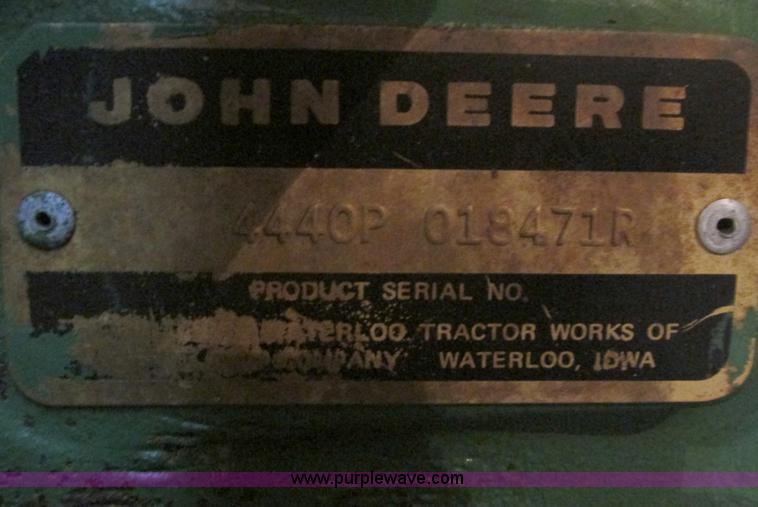 JOHN DEERE
4440P 018471R
PRODUCT SERIAL NO.
WATERLOO TRACTOR WORKS OF
COMPANY WATERLOO, IOWA
www.purplewave.com